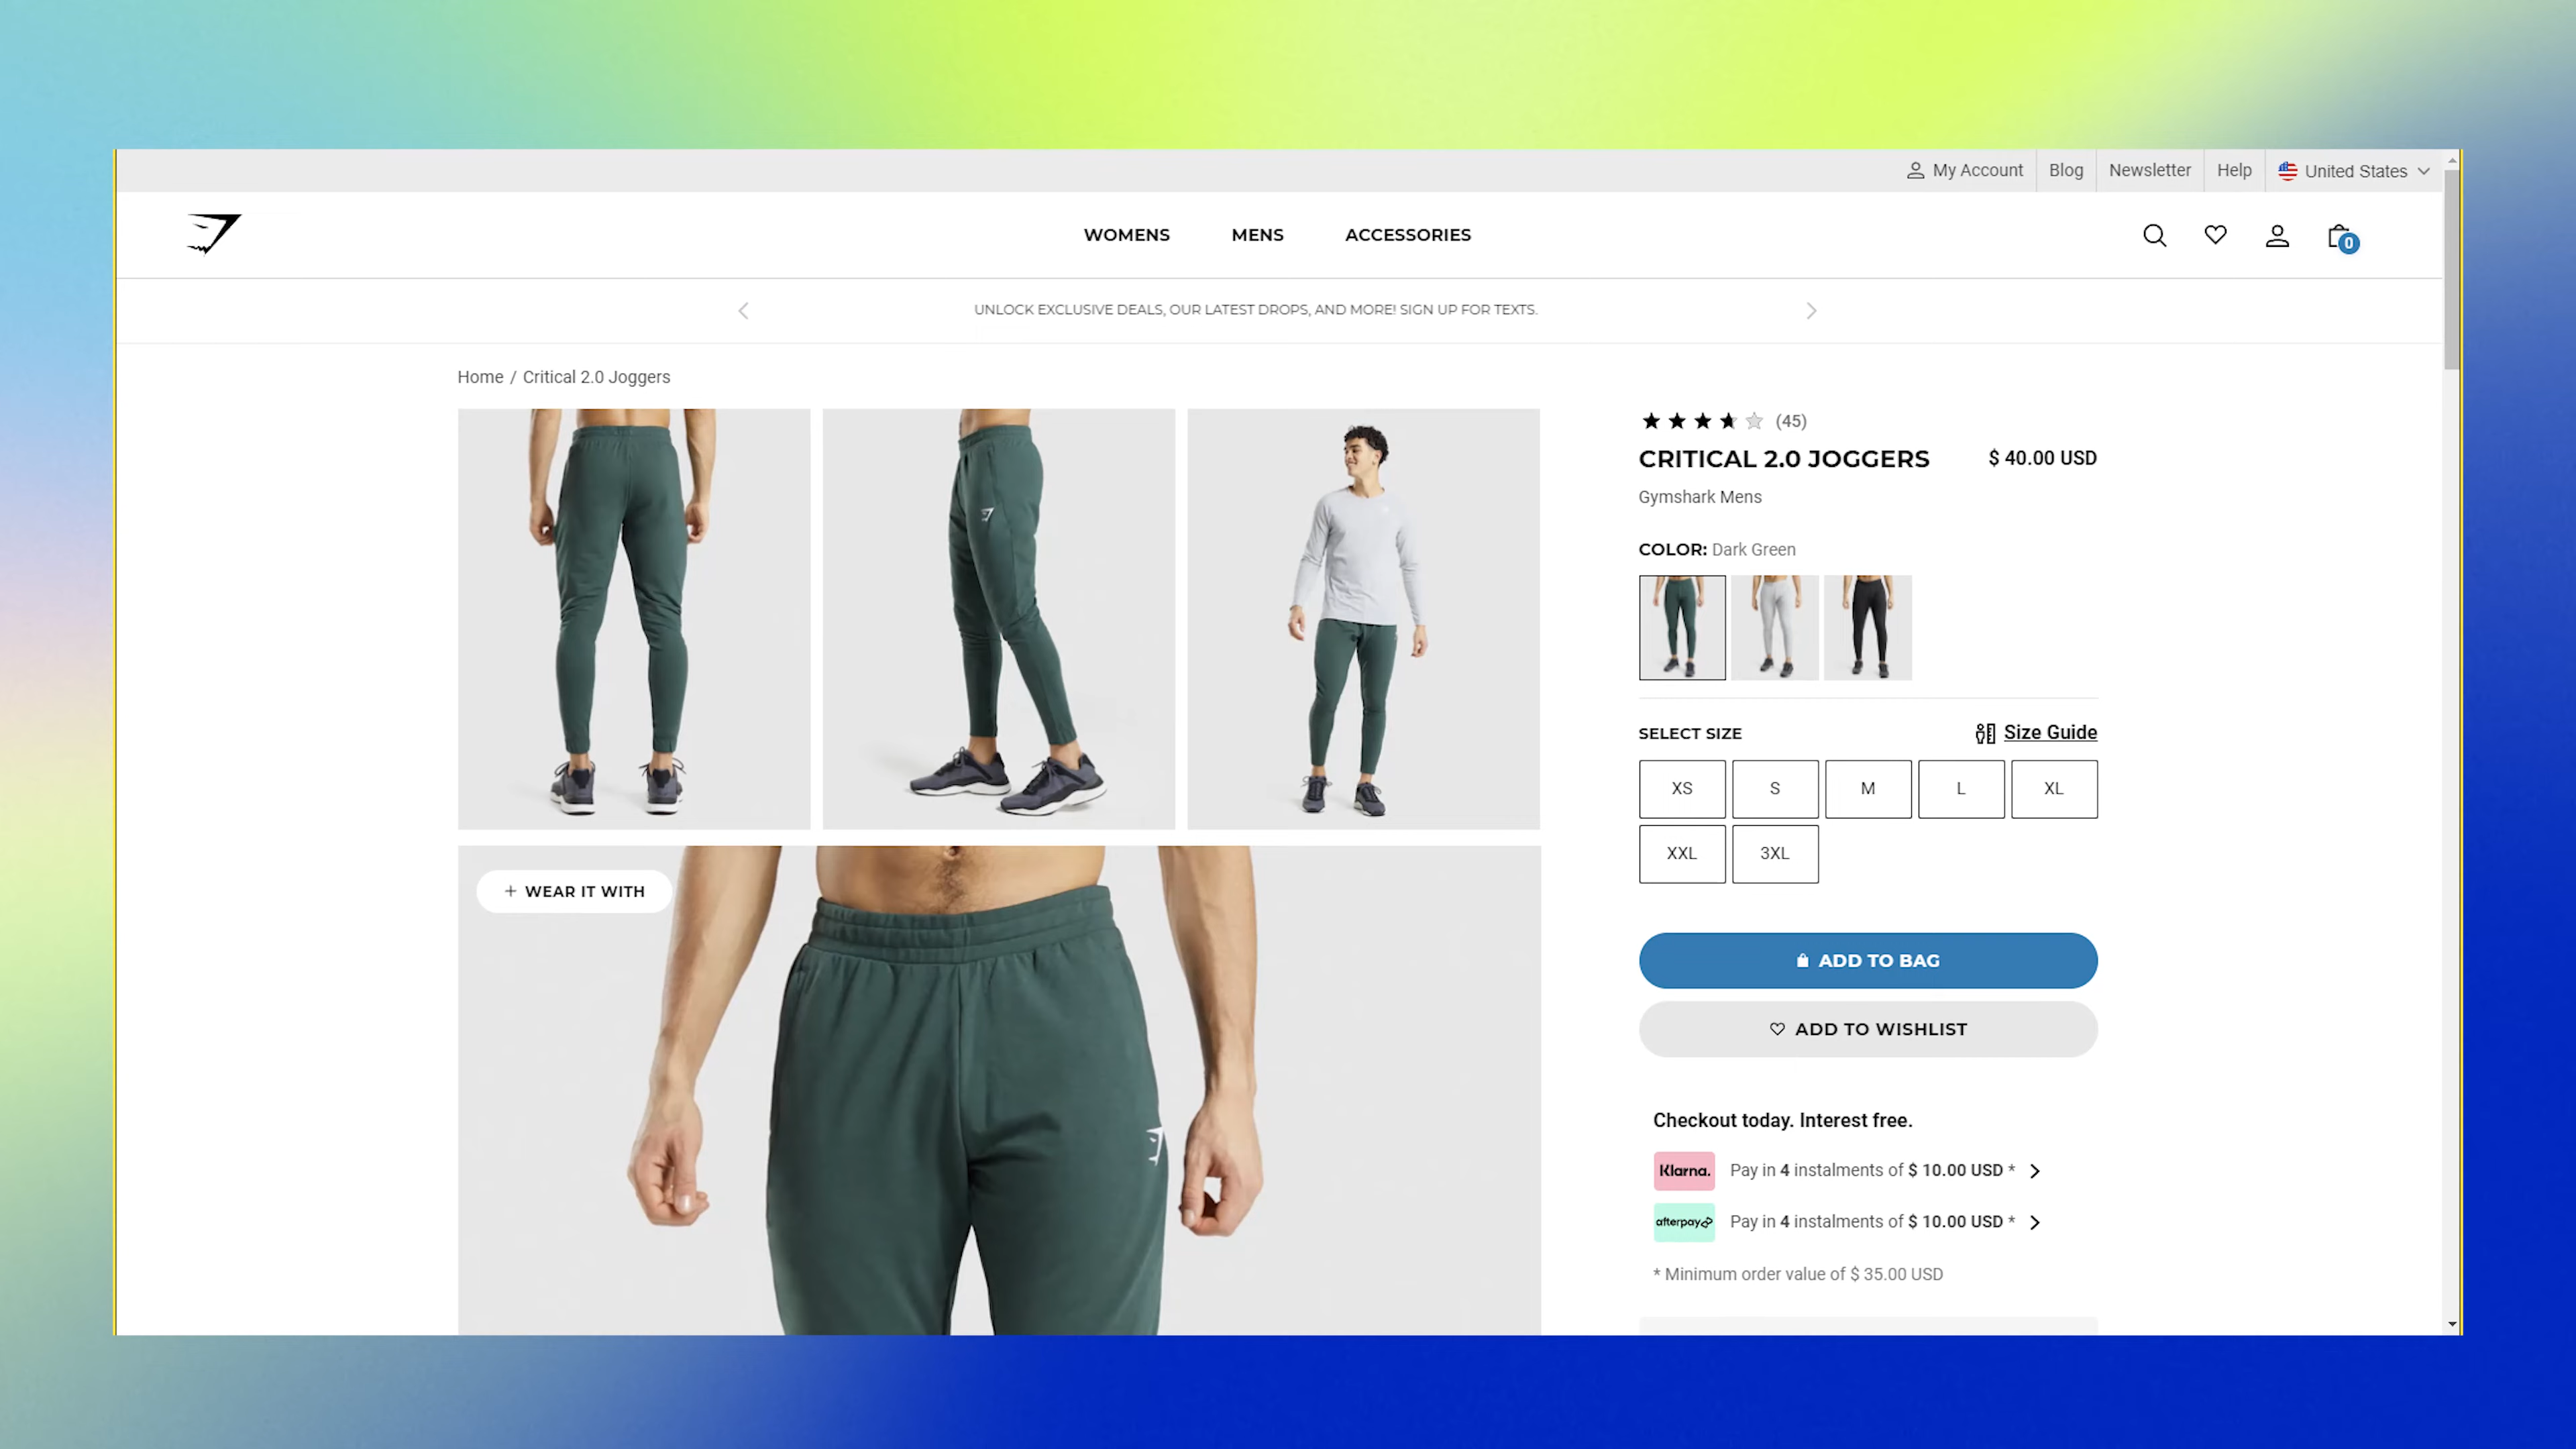 My Account
Blog
Newsletter
Help
United States
WOMENS
MENS
ACCESSORIES
0
UNLOCK EXCLUSIVE DEALS, OUR LATEST DROPS, AND MORE! SIGN UP FOR TEXTS.
Home / Critical 2.0 Joggers
(45)
CRITICAL 2.0 JOGGERS
$ 40.00 USD
Gymshark Mens
COLOR: Dark Green
SELECT SIZE
Size Guide
XS
S
M
L
XL
XXL
3XL
+ WEAR IT WITH
ADD TO BAG
ADD TO WISHLIST
Checkout today. Interest free.
Klarna. Pay in 4 instalments of $ 10.00 USD *
afterpay Pay in 4 instalments of $ 10.00 USD *
* Minimum order value of $ 35.00 USD